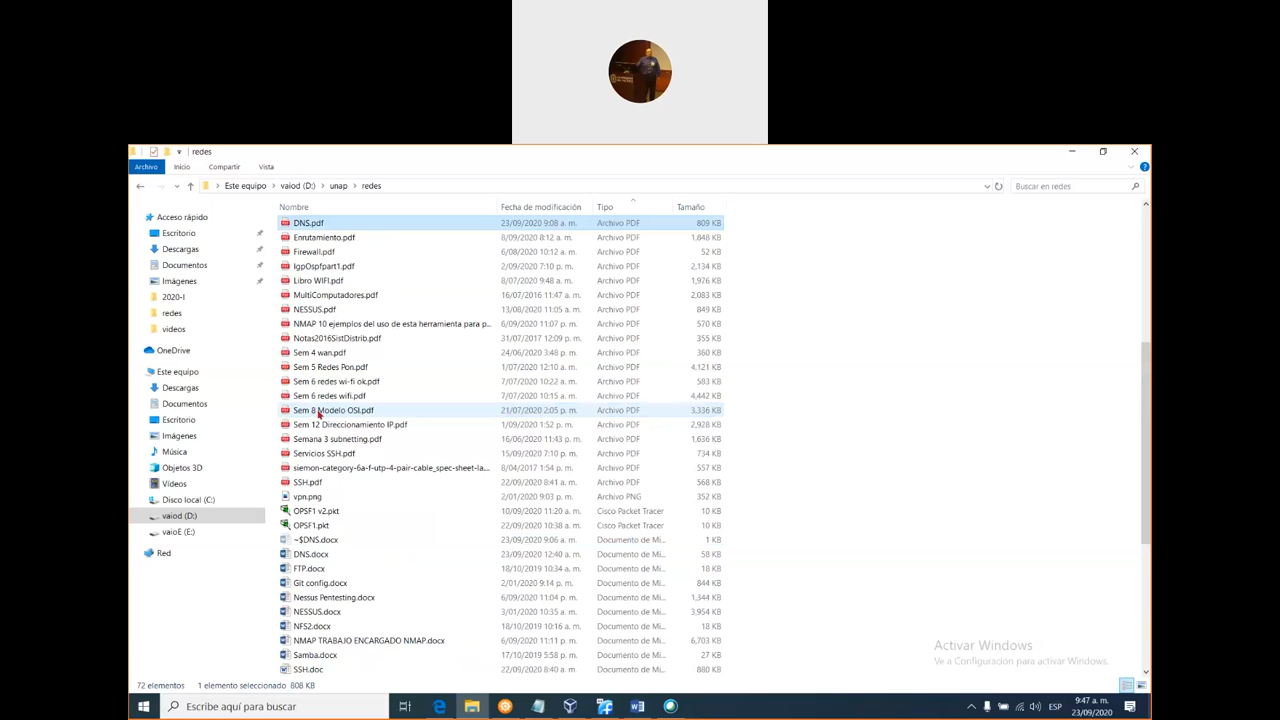 redes
Archivo Inicio Compartir Vista
Este equipo vaiod (D:) unap redes Buscar en redes
Nombre Fecha de modificación Tipo Tamaño
Acceso rápido
Escritorio
Descargas
Documentos
Imágenes
2020-I
redes
videos
OneDrive
Este equipo
Descargas
Documentos
Escritorio
Imágenes
Música
Objetos 3D
Vídeos
Disco local (C:)
vaiod (D:)
vaioE (E:)
Red
DNS.pdf 23/09/2020 9:08 a. m. Archivo PDF 809 KB
Enrutamiento.pdf 8/09/2020 8:12 a. m. Archivo PDF 1,848 KB
Firewall.pdf 6/08/2020 10:12 a. m. Archivo PDF 52 KB
IgpOspfpart1.pdf 2/09/2020 7:10 p. m. Archivo PDF 2,134 KB
Libro WIFI.pdf 8/07/2020 9:48 a. m. Archivo PDF 1,976 KB
MultiComputadores.pdf 16/07/2016 11:47 a. m. Archivo PDF 2,083 KB
NESSUS.pdf 13/08/2020 11:05 a. m. Archivo PDF 849 KB
NMAP 10 ejemplos del uso de esta herramienta para p... 6/09/2020 11:07 p. m. Archivo PDF 570 KB
Notas2016SistDistrib.pdf 31/07/2017 12:09 p. m. Archivo PDF 355 KB
Sem 4 wan.pdf 24/06/2020 3:48 p. m. Archivo PDF 360 KB
Sem 5 Redes Pon.pdf 1/07/2020 12:10 a. m. Archivo PDF 4,121 KB
Sem 6 redes wi-fi ok.pdf 7/07/2020 10:22 a. m. Archivo PDF 583 KB
Sem 6 redes wifi.pdf 7/07/2020 10:15 a. m. Archivo PDF 4,442 KB
Sem 8 Modelo OSI.pdf 21/07/2020 2:05 p. m. Archivo PDF 3,336 KB
Sem 12 Direccionamiento IP.pdf 1/09/2020 1:52 p. m. Archivo PDF 2,928 KB
Semana 3 subnetting.pdf 16/06/2020 11:43 p. m. Archivo PDF 1,636 KB
Servicios SSH.pdf 15/09/2020 7:10 p. m. Archivo PDF 734 KB
siemon-category-6a-f-utp-4-pair-cable_spec-sheet-la... 8/04/2017 1:54 p. m. Archivo PDF 557 KB
SSH.pdf 22/09/2020 8:41 a. m. Archivo PDF 568 KB
vpn.png 2/01/2020 9:03 p. m. Archivo PNG 352 KB
OPSF1 v2.pkt 10/09/2020 11:20 a. m. Cisco Packet Tracer 10 KB
OPSF1.pkt 22/09/2020 10:38 a. m. Cisco Packet Tracer 10 KB
~$DNS.docx 23/09/2020 9:06 a. m. Documento de Mi... 1 KB
DNS.docx 23/09/2020 12:40 a. m. Documento de Mi... 58 KB
FTP.docx 18/10/2019 10:34 a. m. Documento de Mi... 18 KB
Git config.docx 2/01/2020 9:14 p. m. Documento de Mi... 844 KB
Nessus Pentesting.docx 6/09/2020 11:04 p. m. Documento de Mi... 1,344 KB
NESSUS.docx 3/01/2020 10:35 a. m. Documento de Mi... 3,954 KB
NFS2.docx 18/10/2019 10:16 a. m. Documento de Mi... 18 KB
NMAP TRABAJO ENCARGADO NMAP.docx 6/09/2020 11:11 p. m. Documento de Mi... 6,703 KB
Samba.docx 17/10/2019 5:58 p. m. Documento de Mi... 27 KB
SSH.doc 22/09/2020 8:40 a. m. Documento de Mi... 880 KB
Activar Windows
Ve a Configuración para activar Windows.
72 elementos 1 elemento seleccionado 808 KB
Escribe aquí para buscar
ESP
9:47 a. m.
23/09/2020